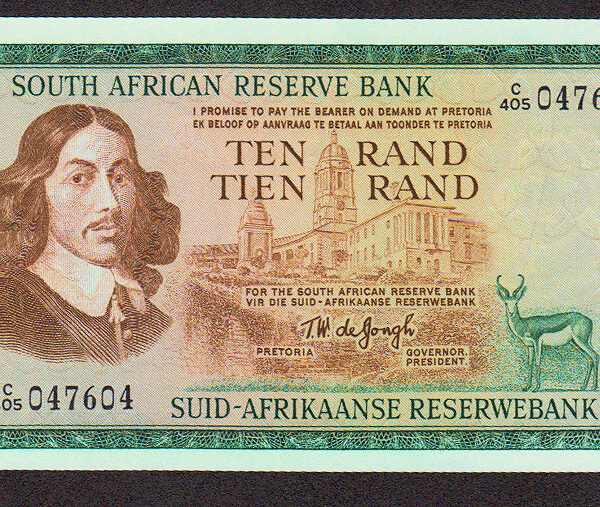 SOUTH AFRICAN RESERVE BANK
C
405 0476
I PROMISE TO PAY THE BEARER ON DEMAND AT PRETORIA
EK BELOOF OP AANVRAAG TE BETAAL AAN TOONDER TE PRETORIA
TEN RAND
TIEN RAND
FOR THE SOUTH AFRICAN RESERVE BANK
VIR DIE SUID-AFRIKAANSE RESERWEBANK
T.W. de Jongh
PRETORIA GOVERNOR.
PRESIDENT.
C
405 047604
SUID-AFRIKAANSE RESERWEBANK